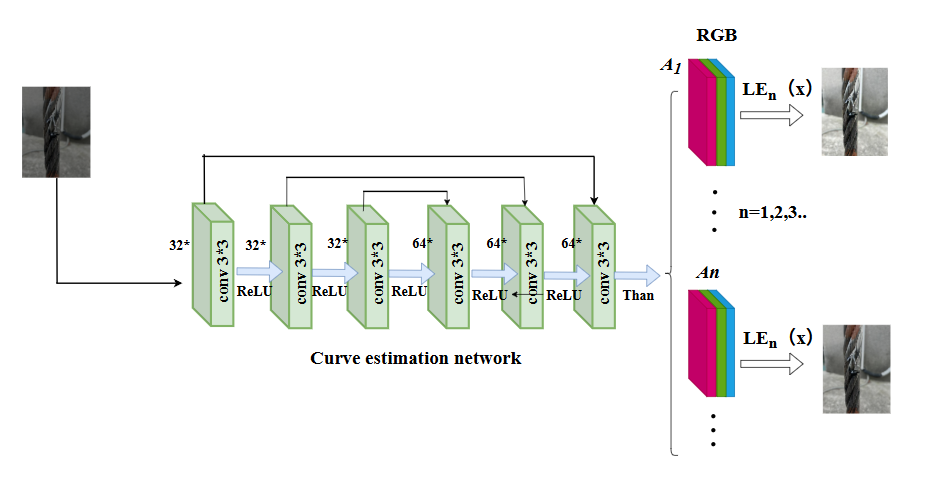 RGB
A1
LEn（x）
n=1,2,3..
32*
32*
32*
64*
64*
64*
conv 3*3
conv 3*3
conv 3*3
conv 3*3
conv 3*3
conv 3*3
ReLU
ReLU
ReLU
ReLU
ReLU
Than
An
LEn（x）
Curve estimation network